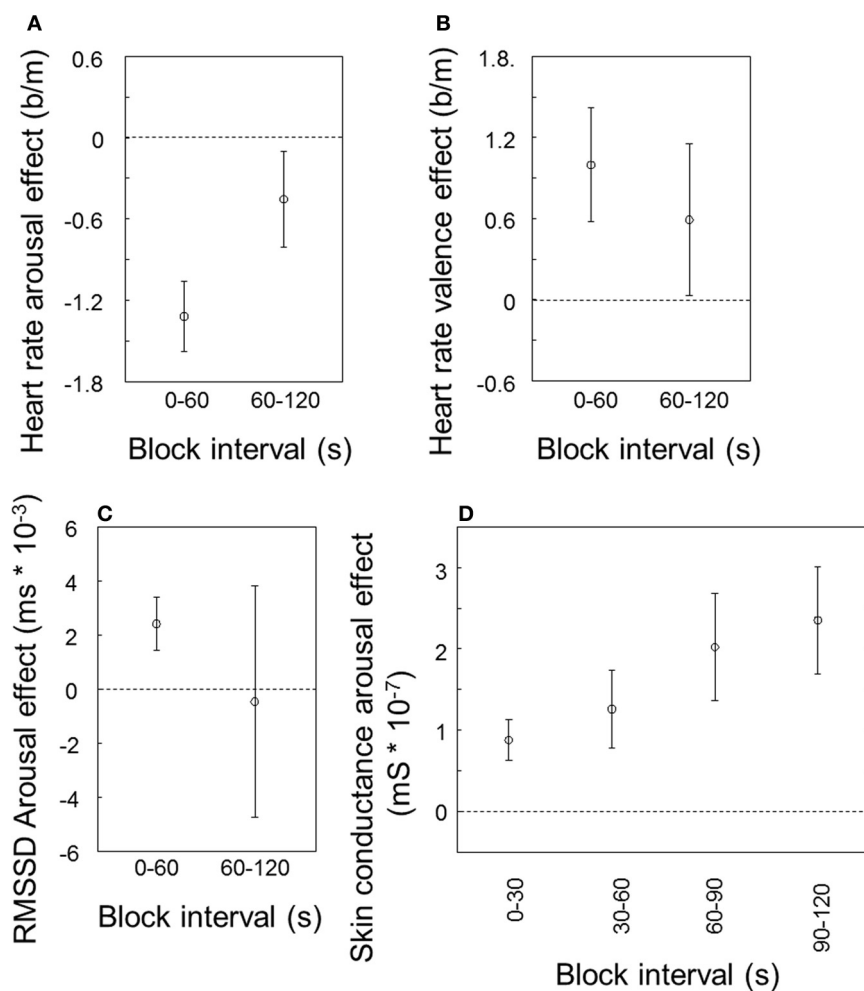 A
Heart rate arousal effect (b/m)
0.6
0
-0.6
-1.2
-1.8
0-60 60-120
Block interval (s)
B
Heart rate valence effect (b/m)
1.8.
1.2
0.6
0
-0.6
0-60 60-120
Block interval (s)
C
RMSSD Arousal effect (ms * 10-3)
6
4
2
0
-2
-4
-6
0-60 60-120
Block interval (s)
D
Skin conductance arousal effect
(mS * 10-7)
3
2
1
0
0-30
30-60
60-90
90-120
Block interval (s)